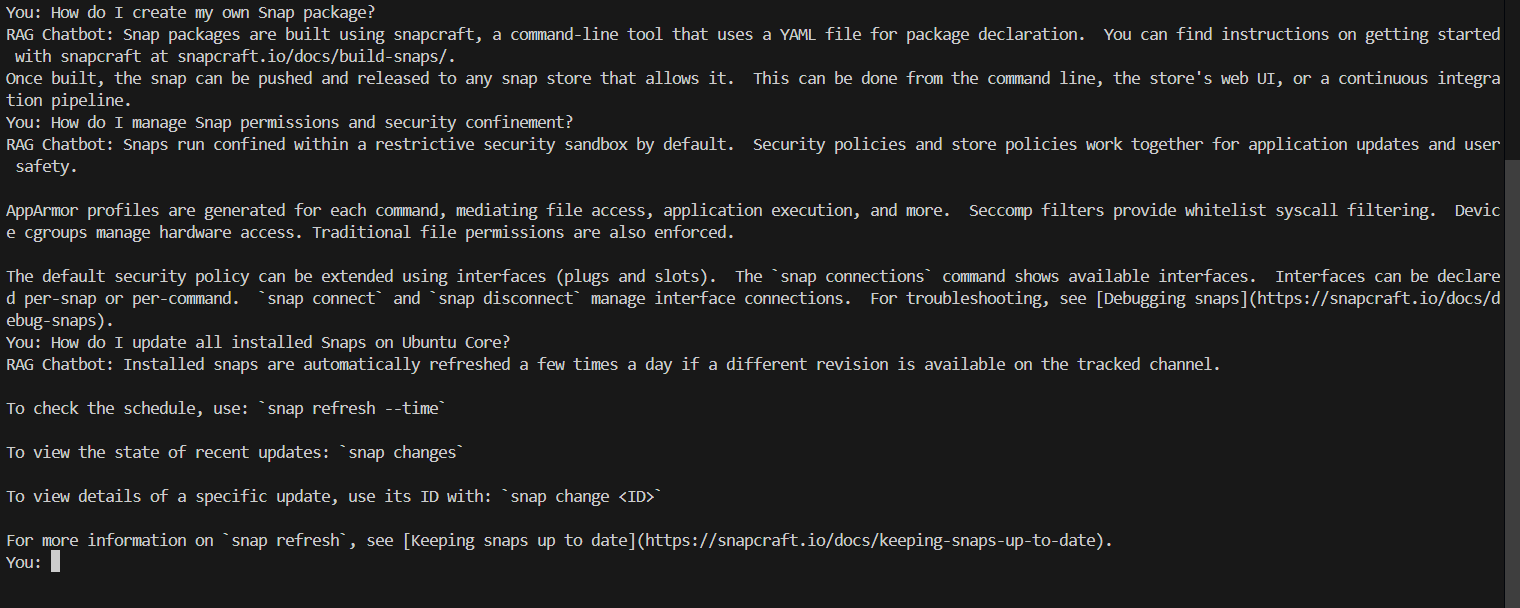 You: How do I create my own Snap package?
RAG Chatbot: Snap packages are built using snapcraft, a command-line tool that uses a YAML file for package declaration.  You can find instructions on getting started
 with snapcraft at snapcraft.io/docs/build-snaps/.
Once built, the snap can be pushed and released to any snap store that allows it.  This can be done from the command line, the store's web UI, or a continuous integra
tion pipeline.
You: How do I manage Snap permissions and security confinement?
RAG Chatbot: Snaps run confined within a restrictive security sandbox by default.  Security policies and store policies work together for application updates and user
 safety.
AppArmor profiles are generated for each command, mediating file access, application execution, and more.  Seccomp filters provide whitelist syscall filtering.  Devic
e cgroups manage hardware access. Traditional file permissions are also enforced.
The default security policy can be extended using interfaces (plugs and slots).  The `snap connections` command shows available interfaces.  Interfaces can be declare
d per-snap or per-command.  `snap connect` and `snap disconnect` manage interface connections.  For troubleshooting, see [Debugging snaps](https://snapcraft.io/docs/d
ebug-snaps).
You: How do I update all installed Snaps on Ubuntu Core?
RAG Chatbot: Installed snaps are automatically refreshed a few times a day if a different revision is available on the tracked channel.
To check the schedule, use: `snap refresh --time`
To view the state of recent updates: `snap changes`
To view details of a specific update, use its ID with: `snap change <ID>`
For more information on `snap refresh`, see [Keeping snaps up to date](https://snapcraft.io/docs/keeping-snaps-up-to-date).
You: